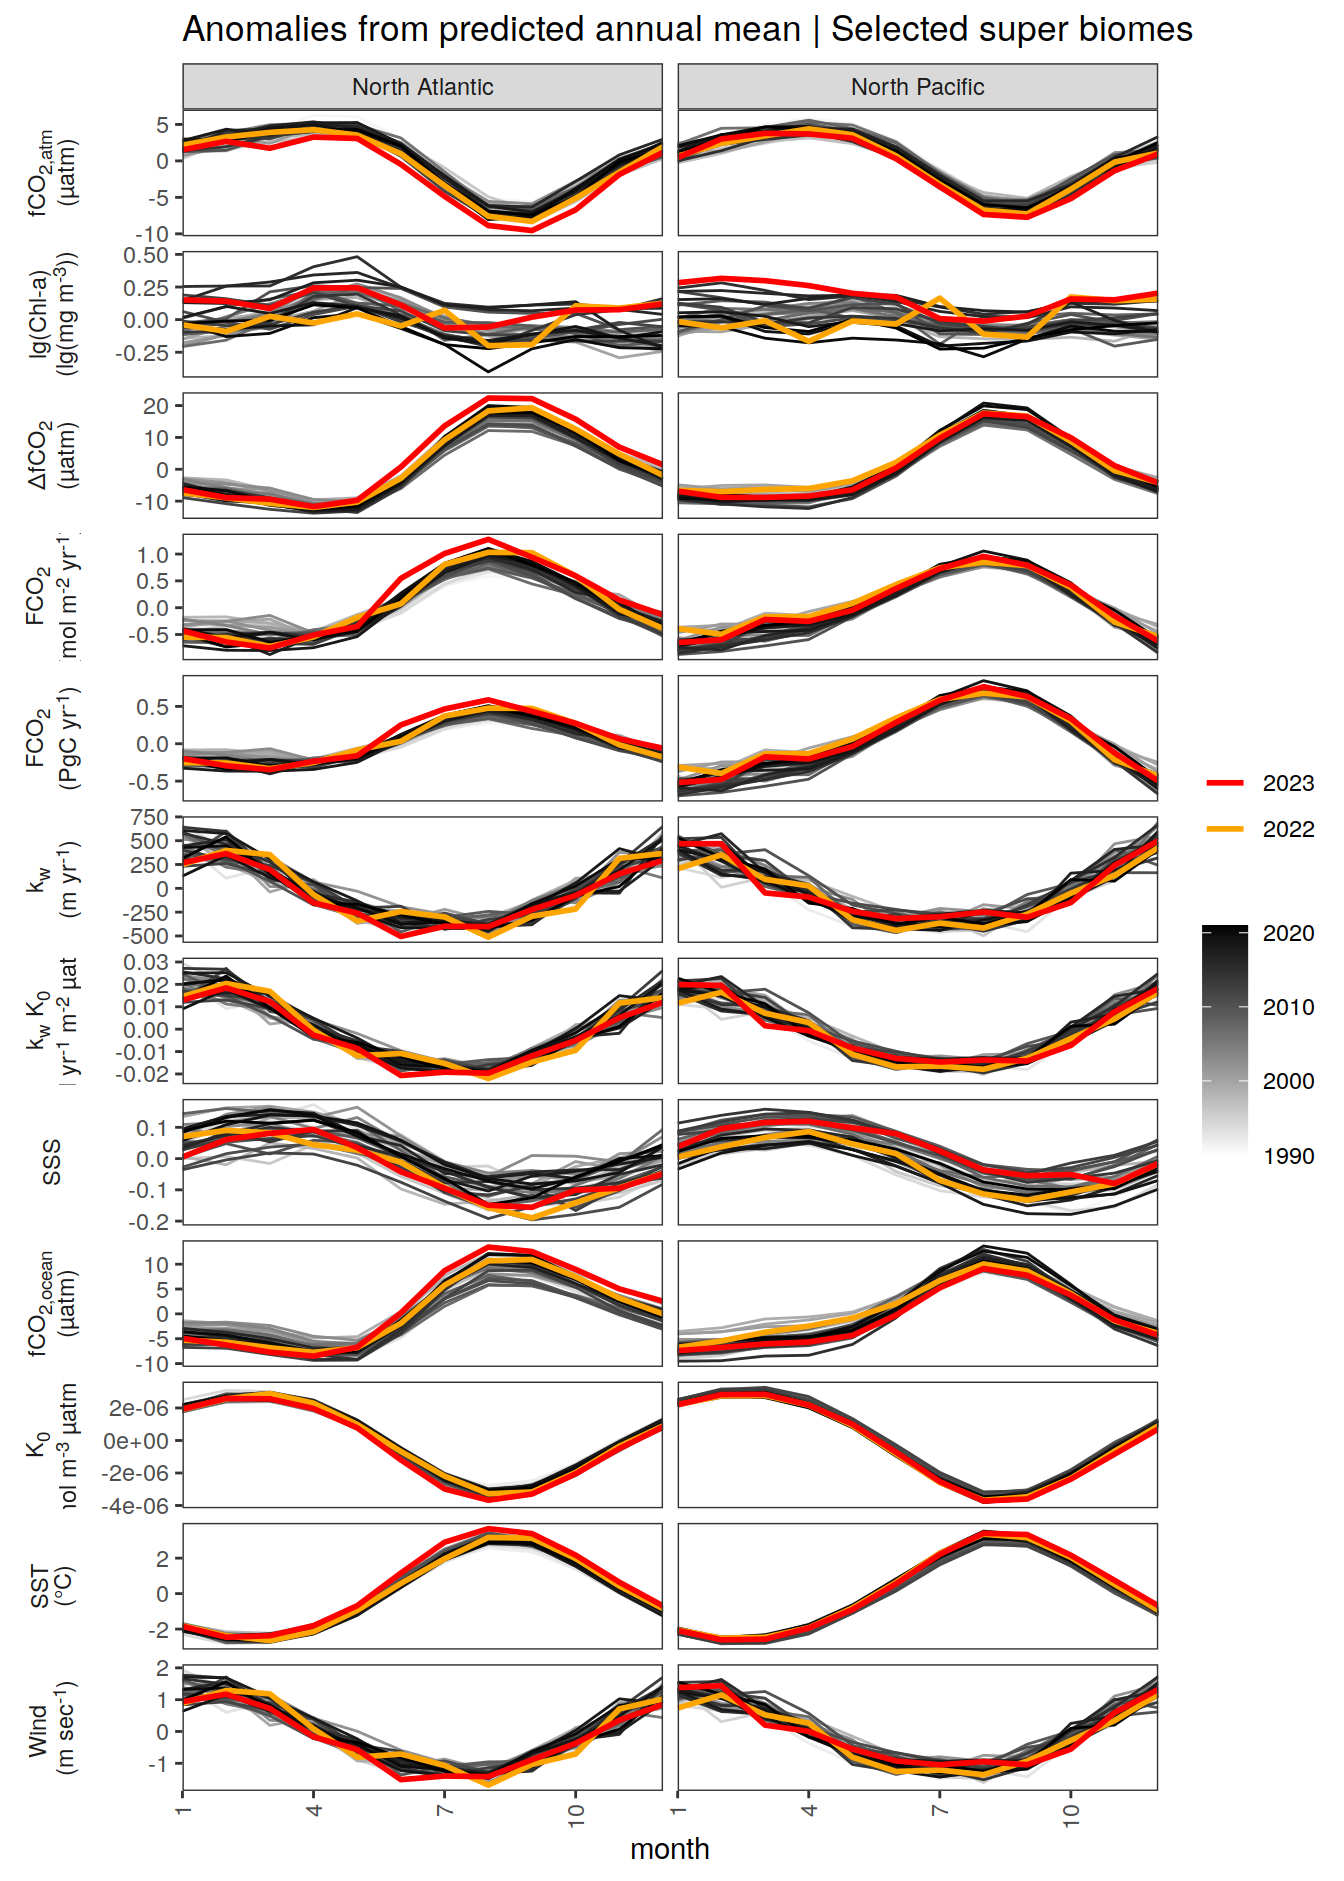 Anomalies from predicted annual mean | Selected super biomes
North Atlantic North Pacific
fCO2,atm
(µatm)
5
0
-5
-10
lg(Chl-a)
(lg(mg m-3))
0.50
0.25
0.00
-0.25
ΔfCO2
(µatm)
20
10
0
-10
FCO2
mol m-2 yr-1
1.0
0.5
0.0
-0.5
FCO2
(PgC yr-1)
0.5
0.0
-0.5
kw
(m yr-1)
750
500
250
0
-250
-500
kw K0
yr-1 m-2 µat
0.03
0.02
0.01
0.00
-0.01
-0.02
SSS
0.1
0.0
-0.1
-0.2
fCO2,ocean
(µatm)
10
5
0
-5
-10
K0
ol m-3 µatm
2e-06
0e+00
-2e-06
-4e-06
SST
(°C)
2
0
-2
Wind
(m sec-1)
2
1
0
-1
1 4 7 10 1 4 7 10
month
2023
2022
2020
2010
2000
1990